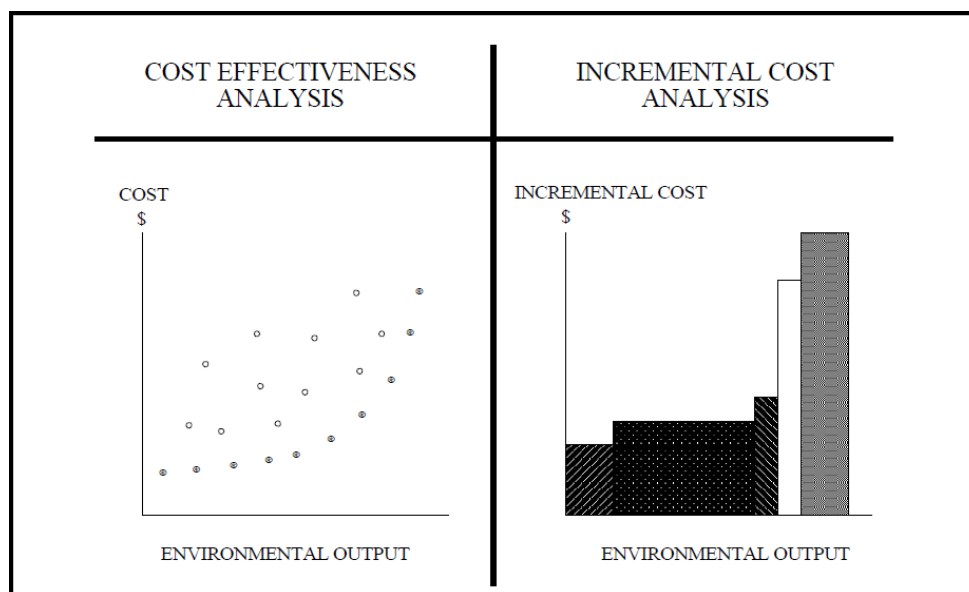 COST EFFECTIVENESS
ANALYSIS
INCREMENTAL COST
ANALYSIS
COST
$
ENVIRONMENTAL OUTPUT
INCREMENTAL COST
$
ENVIRONMENTAL OUTPUT